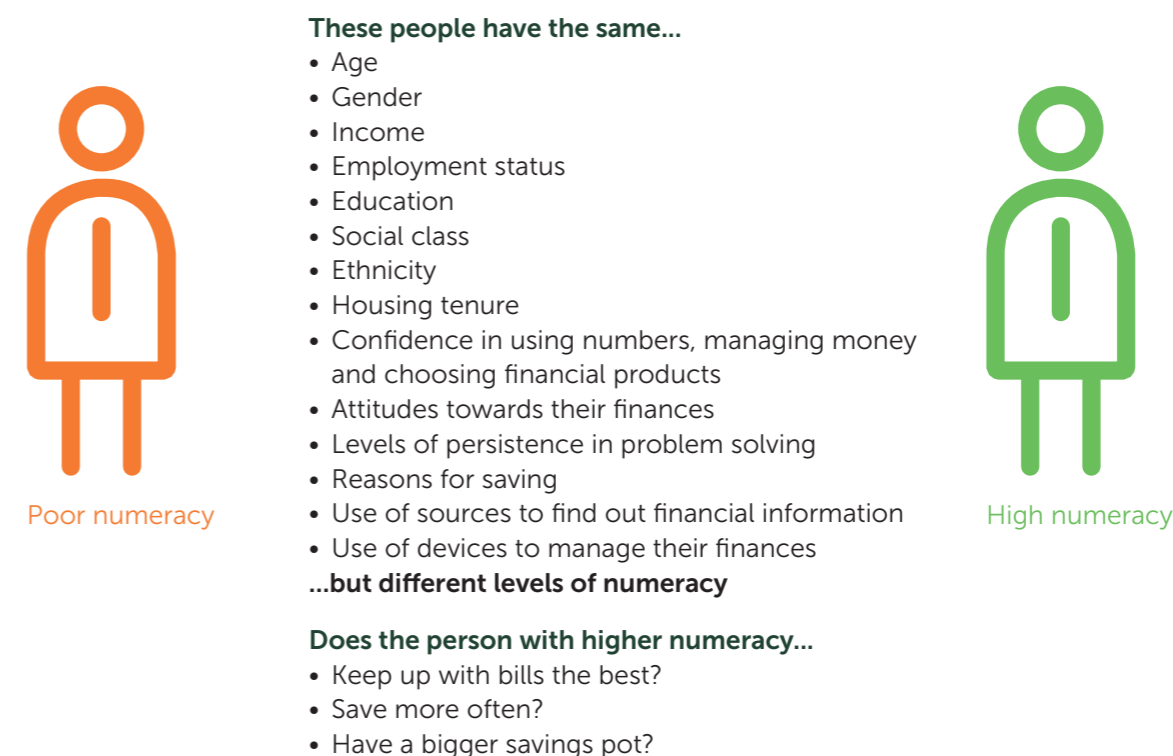 These people have the same...
• Age
• Gender
• Income
• Employment status
• Education
• Social class
• Ethnicity
• Housing tenure
• Confidence in using numbers, managing money
and choosing financial products
• Attitudes towards their finances
• Levels of persistence in problem solving
• Reasons for saving
• Use of sources to find out financial information
• Use of devices to manage their finances
...but different levels of numeracy
Poor numeracy
High numeracy
Does the person with higher numeracy...
• Keep up with bills the best?
• Save more often?
• Have a bigger savings pot?